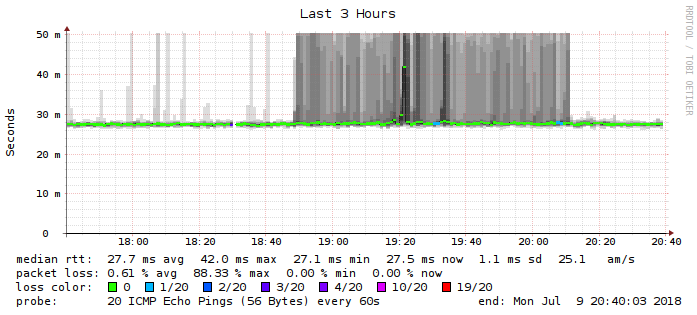 Last 3 Hours
RRDTOOL / TOBI OETIKER
Seconds
50 m
40 m
30 m
20 m
10 m
0
18:00 18:20 18:40 19:00 19:20 19:40 20:00 20:20 20:40
median rtt: 27.7 ms avg 42.0 ms max 27.1 ms min 27.5 ms now 1.1 ms sd 25.1 am/s
packet loss: 0.61 % avg 88.33 % max 0.00 % min 0.00 % now
loss color: 0 1/20 2/20 3/20 4/20 10/20 19/20
probe: 20 ICMP Echo Pings (56 Bytes) every 60s end: Mon Jul 9 20:40:03 2018